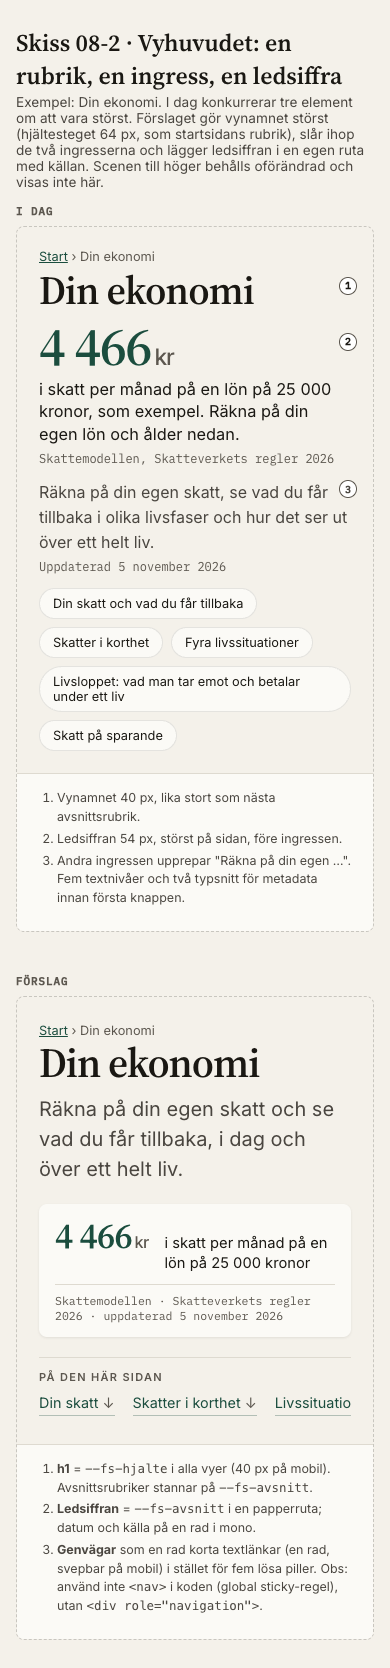 Skiss 08-2 · Vyhuvudet: en
rubrik, en ingress, en ledsiffra
Exempel: Din ekonomi. I dag konkurrerar tre element
om att vara störst. Förslaget gör vynamnet störst
(hjältesteget 64 px, som startsidans rubrik), slår ihop
de två ingresserna och lägger ledsiffran i en egen ruta
med källan. Scenen till höger behålls oförändrad och
visas inte här.
I DAG
Start › Din ekonomi
Din ekonomi
1
4 466 kr
2
i skatt per månad på en lön på 25 000
kronor, som exempel. Räkna på din
egen lön och ålder nedan.
Skattemodellen, Skatteverkets regler 2026
Räkna på din egen skatt, se vad du får
3
tillbaka i olika livsfaser och hur det ser ut
över ett helt liv.
Uppdaterad 5 november 2026
Din skatt och vad du får tillbaka
Skatter i korthet
Fyra livssituationer
Livsloppet: vad man tar emot och betalar
under ett liv
Skatt på sparande
1. Vynamnet 40 px, lika stort som nästa
avsnittsrubrik.
2. Ledsiffran 54 px, störst på sidan, före ingressen.
3. Andra ingressen upprepar "Räkna på din egen …".
Fem textnivåer och två typsnitt för metadata
innan första knappen.
FÖRSLAG
Start › Din ekonomi
Din ekonomi
Räkna på din egen skatt och se
vad du får tillbaka, i dag och
över ett helt liv.
4 466 kr
i skatt per månad på en
lön på 25 000 kronor
Skattemodellen · Skatteverkets regler
2026 · uppdaterad 5 november 2026
PÅ DEN HÄR SIDAN
Din skatt ↓
Skatter i korthet ↓
Livssituatio
1. h1 = --fs-hjalte i alla vyer (40 px på mobil).
Avsnittsrubriker stannar på --fs-avsnitt.
2. Ledsiffran = --fs-avsnitt i en papperruta;
datum och källa på en rad i mono.
3. Genvägar som en rad korta textlänkar (en rad,
svepbar på mobil) i stället för fem lösa piller. Obs:
använd inte <nav> i koden (global sticky-regel),
utan <div role="navigation">.